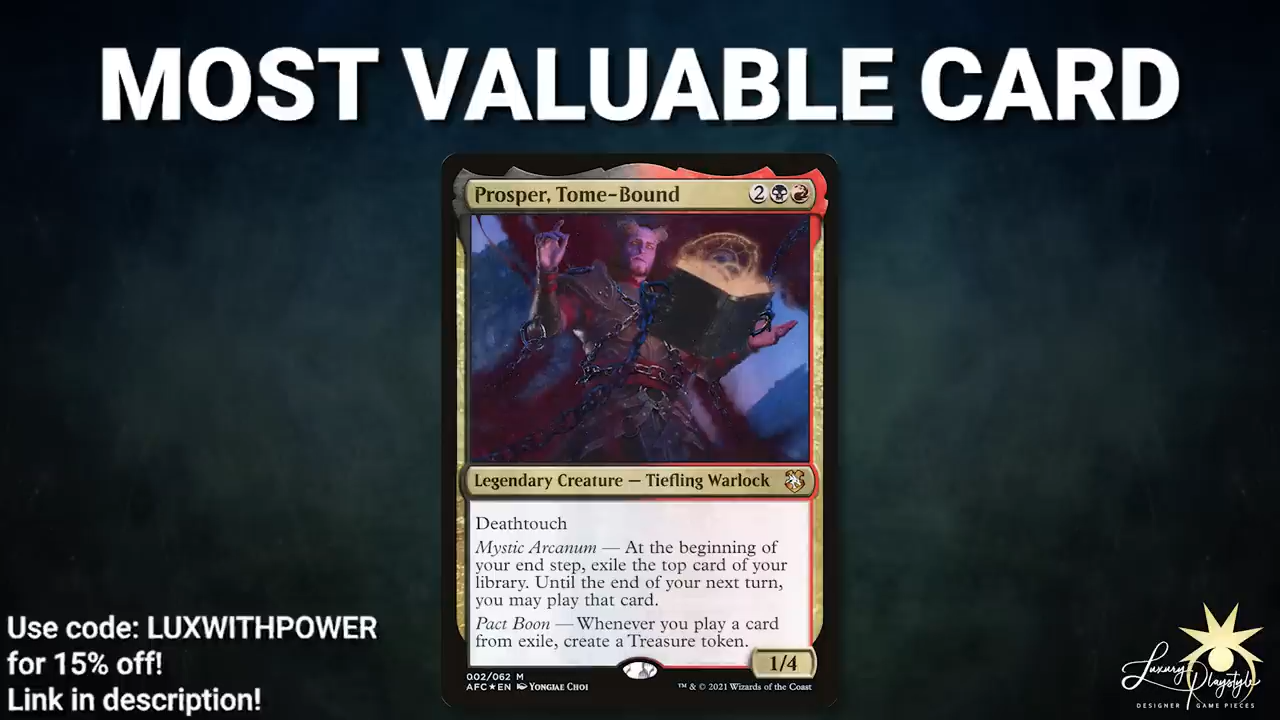 MOST VALUABLE CARD
Prosper, Tome-Bound
2
Legendary Creature — Tiefling Warlock
Deathtouch
Mystic Arcanum — At the beginning of
your end step, exile the top card of your
library. Until the end of your next turn,
you may play that card.
Pact Boon — Whenever you play a card
from exile, create a Treasure token.
1/4
002/062 M
AFC★EN Yongjae Choi
™ & © 2021 Wizards of the Coast
Use code: LUXWITHPOWER
for 15% off!
Link in description!
Luxury
Playstyle
DESIGNER GAME PIECES